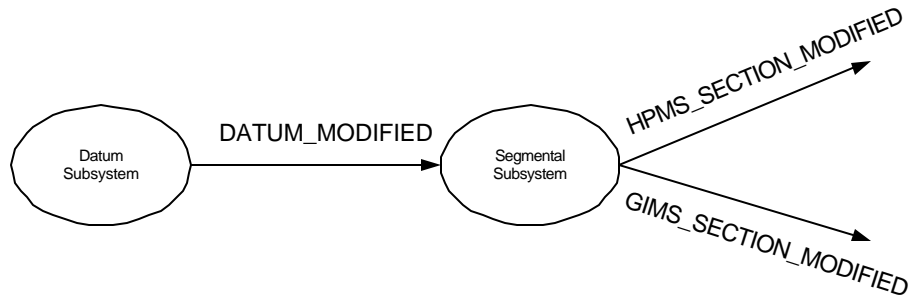 HPMS_SECTION_MODIFIED
DATUM_MODIFIED
Datum
Subsystem
Segmental
Subsystem
GIMS_SECTION_MODIFIED